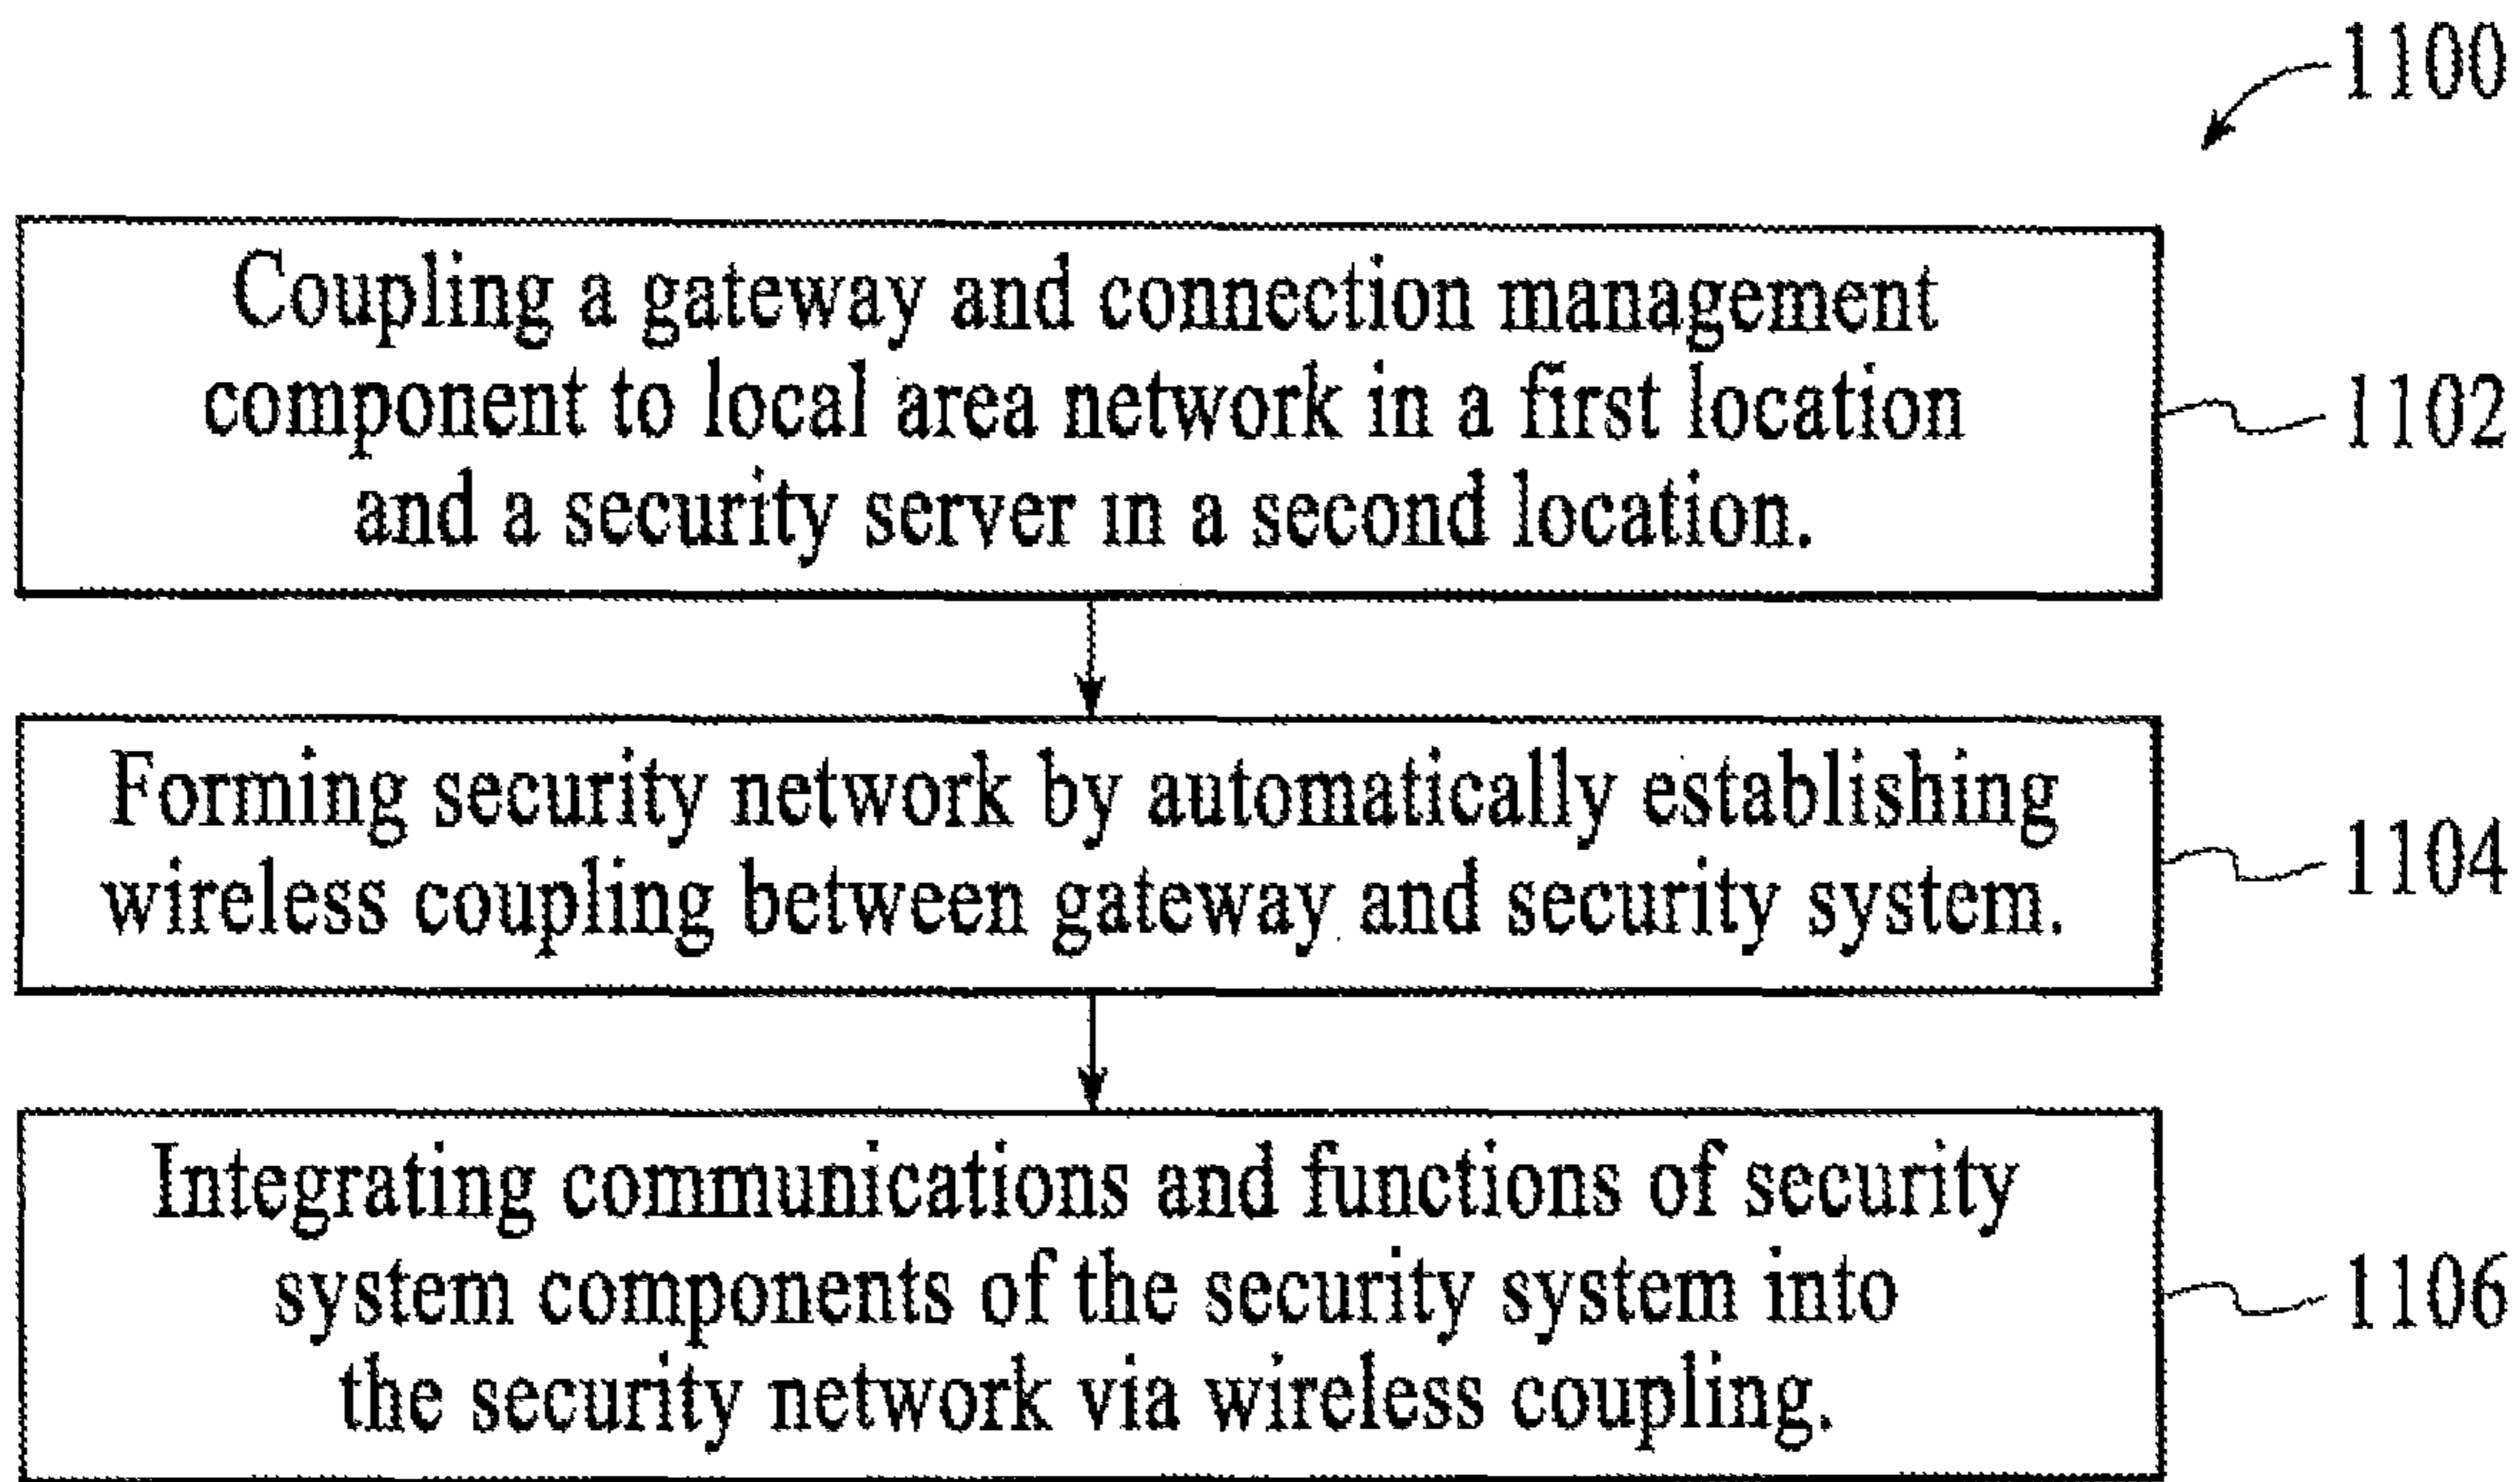 1100
Coupling a gateway and connection management
component to local area network in a first location
and a security server in a second location.
1102
Forming security network by automatically establishing
wireless coupling between gateway and security system.
1104
Integrating communications and functions of security
system components of the security system into
the security network via wireless coupling.
1106